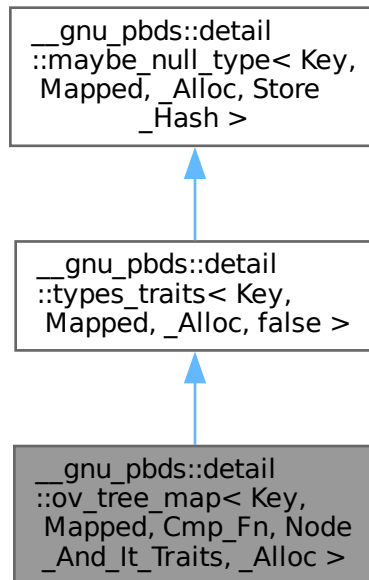 __gnu_pbds::detail
::maybe_null_type< Key,
Mapped, _Alloc, Store
_Hash >
__gnu_pbds::detail
::types_traits< Key,
Mapped, _Alloc, false >
__gnu_pbds::detail
::ov_tree_map< Key,
Mapped, Cmp_Fn, Node
_And_It_Traits, _Alloc >